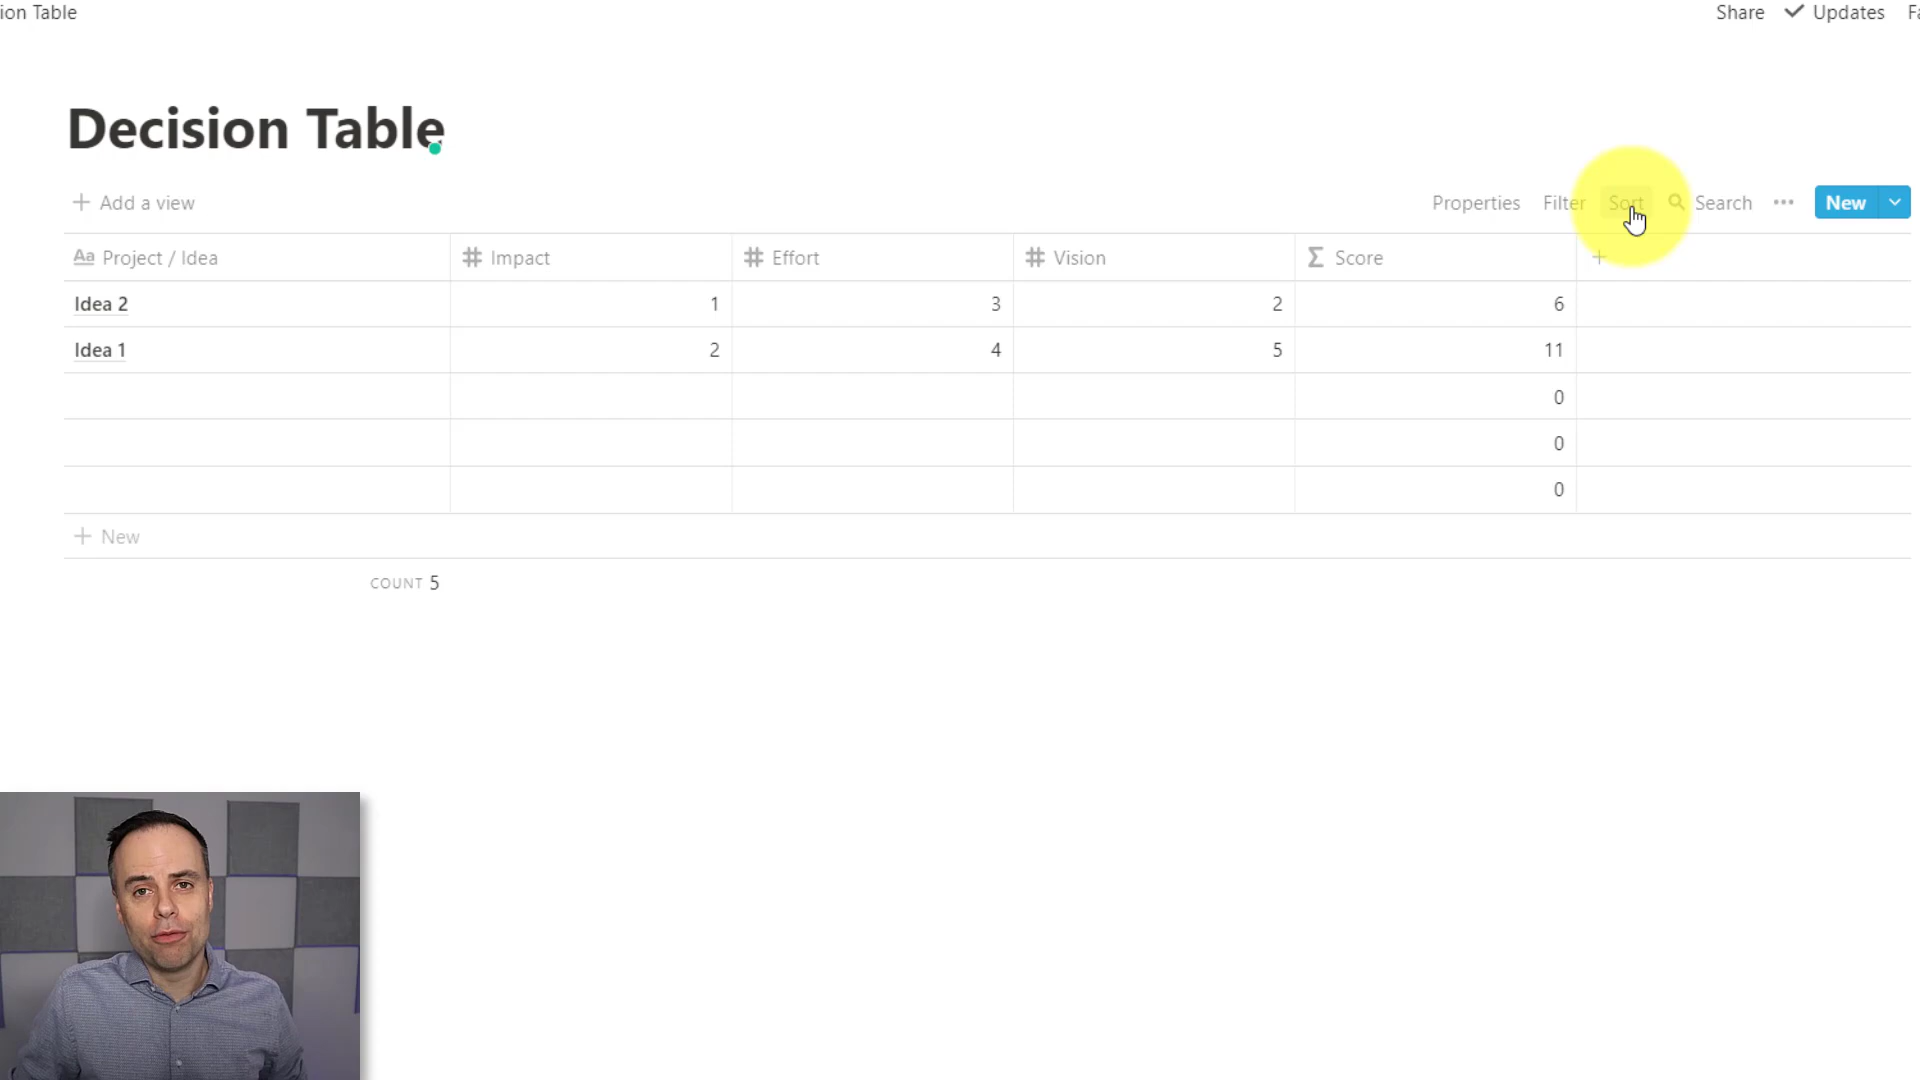 ion Table
Share Updates
Decision Table
Add a view
Properties Filter Sort Search New
Aa Project / Idea Impact Effort Vision Σ Score
Idea 2 1 3 2 6
Idea 1 2 4 5 11
0
0
0
New
COUNT 5